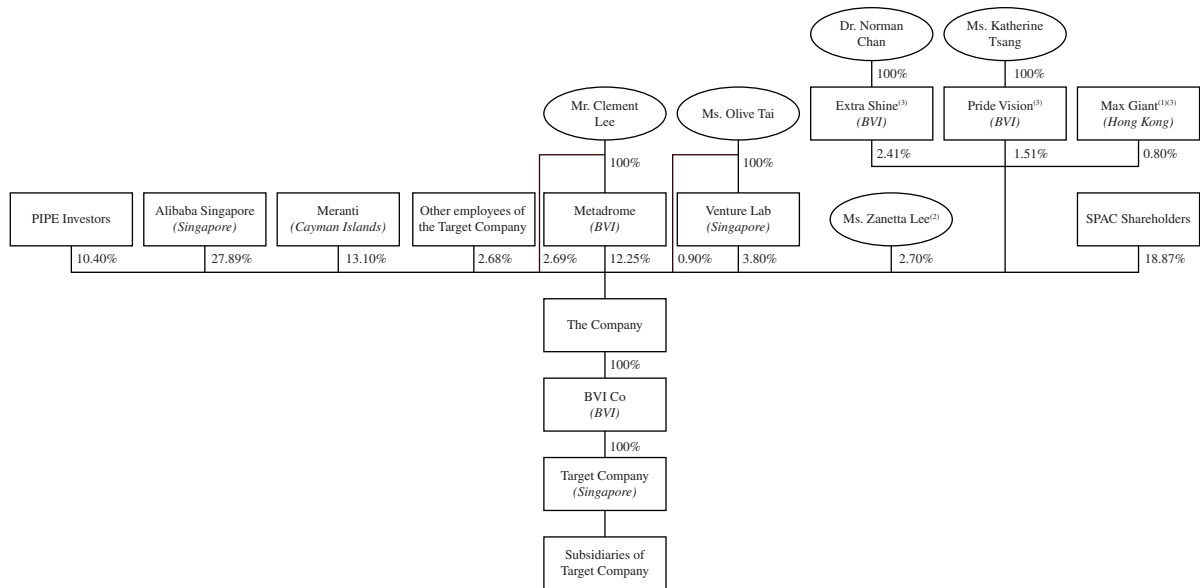 Dr. Norman
Chan
Ms. Katherine
Tsang
100%
100%
Mr. Clement
Lee
Ms. Olive Tai
Extra Shine(3)
(BVI)
Pride Vision(3)
(BVI)
Max Giant(1)(3)
(Hong Kong)
100%
100%
2.41%
1.51%
0.80%
PIPE Investors
Alibaba Singapore
(Singapore)
Meranti
(Cayman Islands)
Other employees of
the Target Company
Metadrome
(BVI)
Venture Lab
(Singapore)
Ms. Zanetta Lee(2)
SPAC Shareholders
10.40%
27.89%
13.10%
2.68%
2.69%
12.25%
0.90%
3.80%
2.70%
18.87%
The Company
100%
BVI Co
(BVI)
100%
Target Company
(Singapore)
Subsidiaries of
Target Company